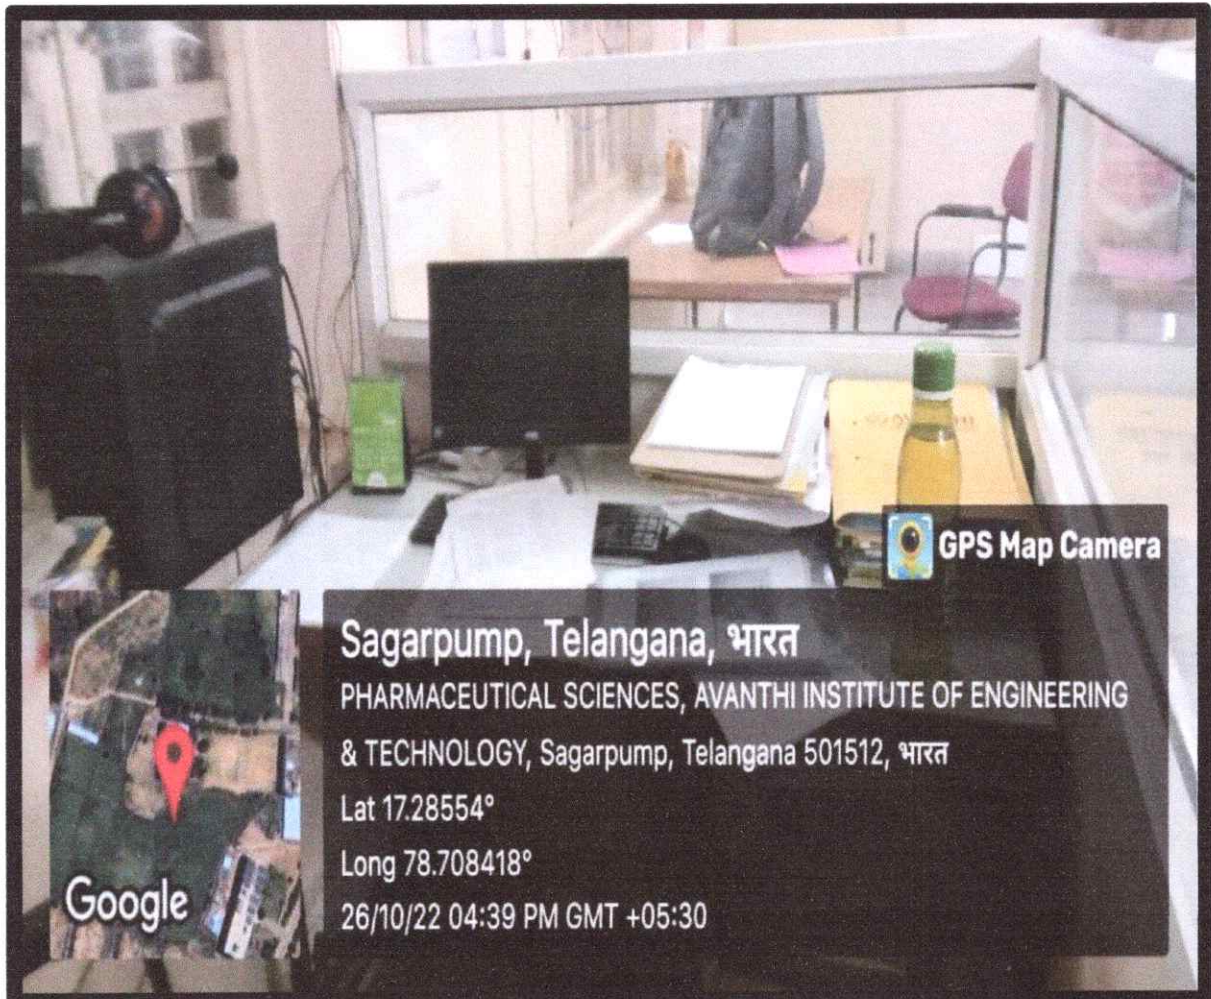 GPS Map Camera
Sagarpump, Telangana, भारत
PHARMACEUTICAL SCIENCES, AVANTHI INSTITUTE OF ENGINEERING
& TECHNOLOGY, Sagarpump, Telangana 501512, भारत
Lat 17.28554°
Long 78.708418°
26/10/22 04:39 PM GMT +05:30
Google